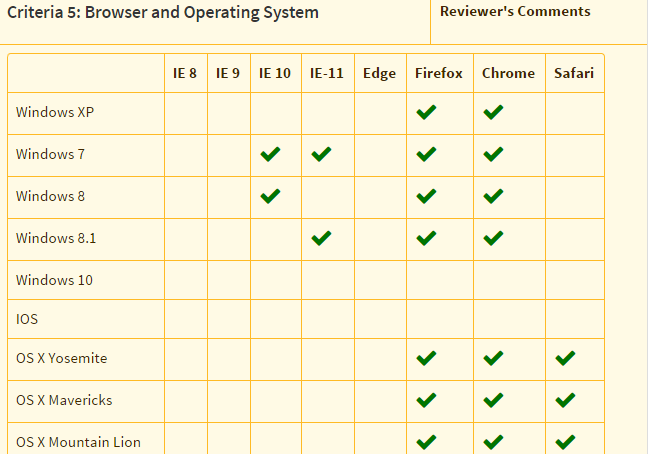 Criteria 5: Browser and Operating System Reviewer's Comments
IE 8 IE 9 IE 10 IE-11 Edge Firefox Chrome Safari
Windows XP
Windows 7
Windows 8
Windows 8.1
Windows 10
IOS
OS X Yosemite
OS X Mavericks
OS X Mountain Lion